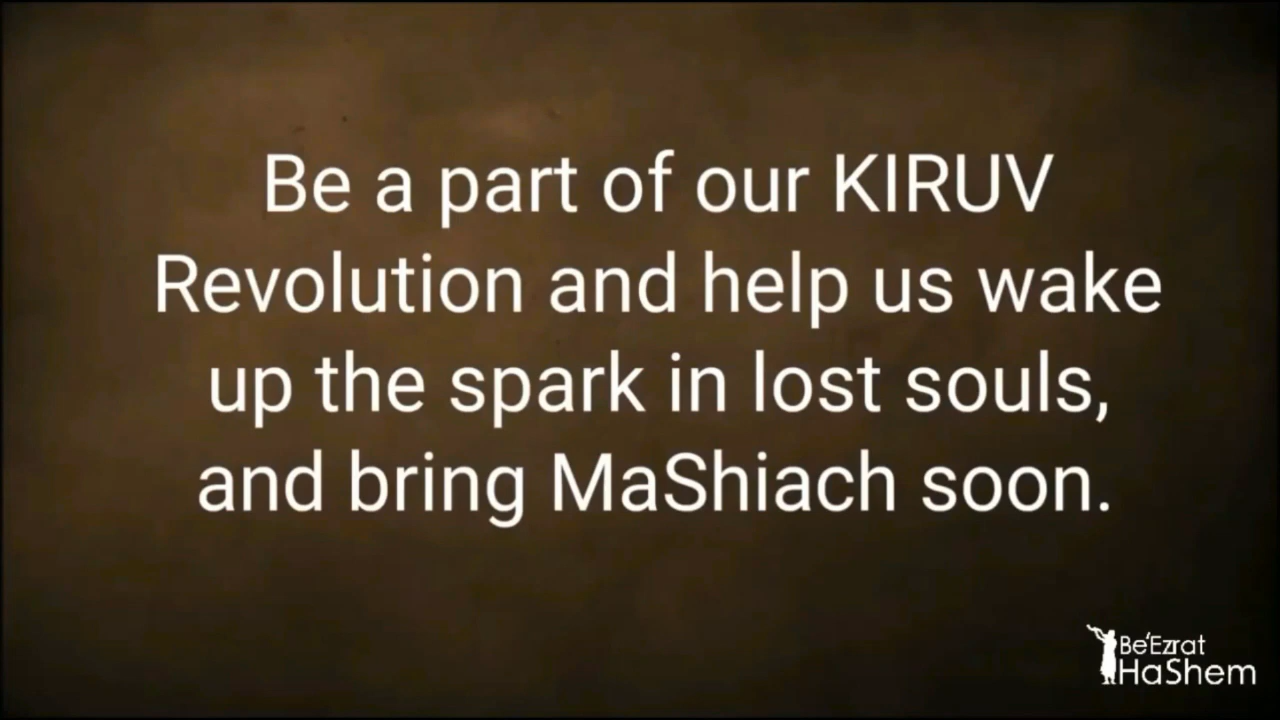 Be a part of our KIRUV
Revolution and help us wake
up the spark in lost souls,
and bring MaShiach soon.
Be'Ezrat
HaShem